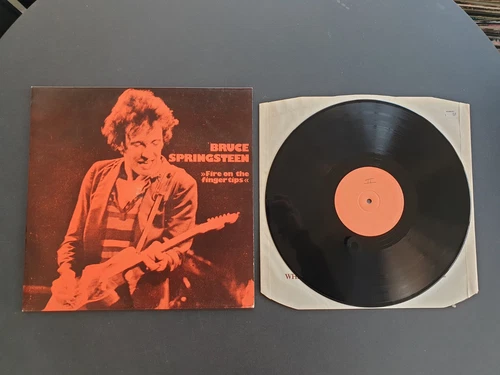 BRUCE
SPRINGSTEEN
»Fire on the
fingertips«